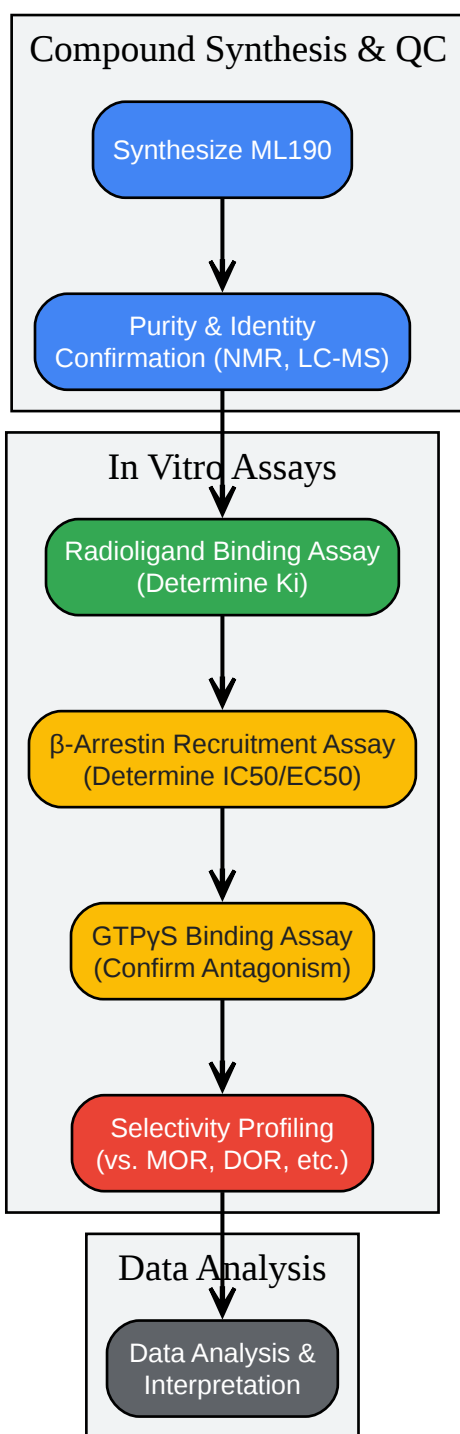 Compound Synthesis & QC
Synthesize ML190
Purity & Identity
Confirmation (NMR, LC-MS)
In Vitro Assays
Radioligand Binding Assay
(Determine Ki)
β-Arrestin Recruitment Assay
(Determine IC50/EC50)
GTPγS Binding Assay
(Confirm Antagonism)
Selectivity Profiling
(vs. MOR, DOR, etc.)
Data Analysis
Data Analysis &
Interpretation